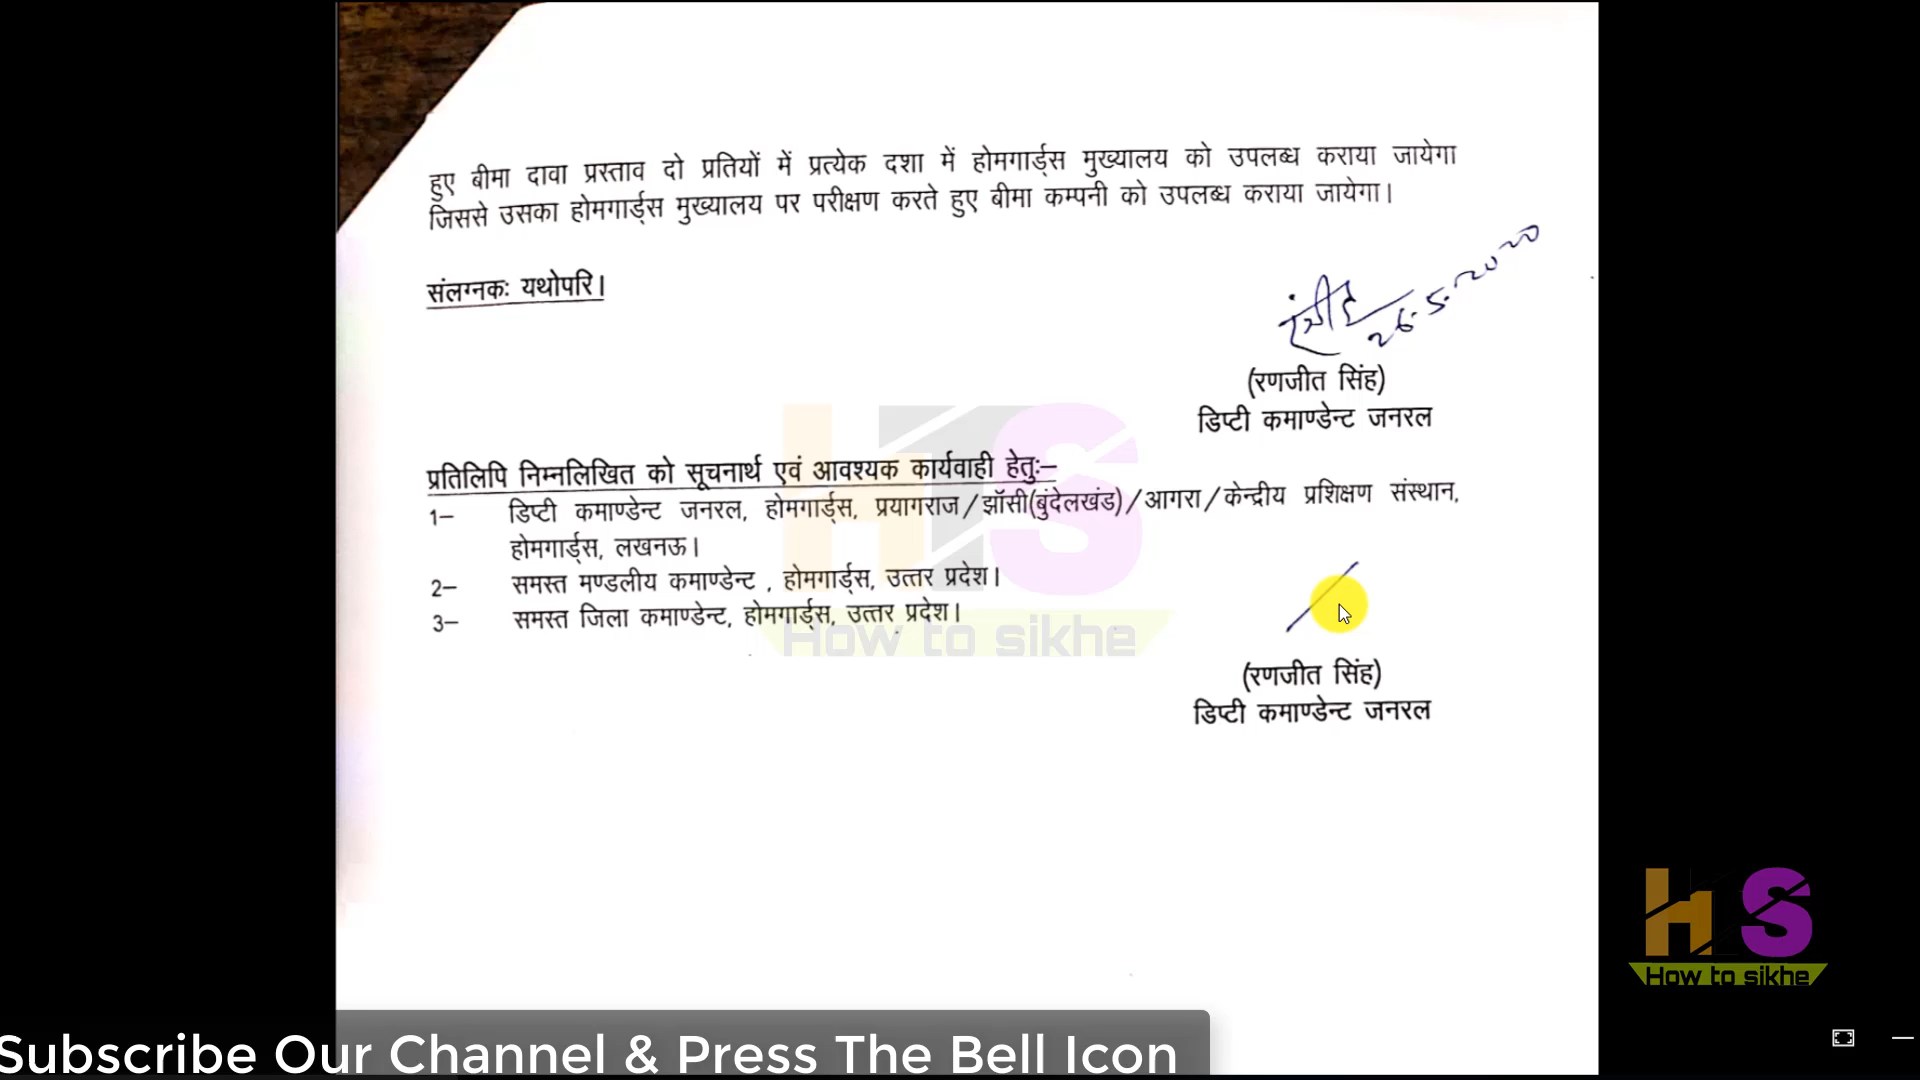 हुए बीमा दावा प्रस्ताव दो प्रतियों में प्रत्येक दशा में होमगार्ड्स मुख्यालय को उपलब्ध कराया जायेगा
जिससे उसका होमगार्ड्स मुख्यालय पर परीक्षण करते हुए बीमा कम्पनी को उपलब्ध कराया जायेगा।
संलग्नकः यथोपरि।
26.5.2020
(रणजीत सिंह)
डिप्टी कमाण्डेन्ट जनरल
प्रतिलिपि निम्नलिखित को सूचनार्थ एवं आवश्यक कार्यवाही हेतुः–
1– डिप्टी कमाण्डेन्ट जनरल, होमगार्ड्स, प्रयागराज/झॉसी(बुंदेलखंड)/आगरा/केन्द्रीय प्रशिक्षण संस्थान,
होमगार्ड्स, लखनऊ।
2– समस्त मण्डलीय कमाण्डेन्ट , होमगार्ड्स, उत्तर प्रदेश।
3– समस्त जिला कमाण्डेन्ट, होमगार्ड्स, उत्तर प्रदेश।
HS
How to sikhe
(रणजीत सिंह)
डिप्टी कमाण्डेन्ट जनरल
HS
How to sikhe
Subscribe Our Channel & Press The Bell Icon